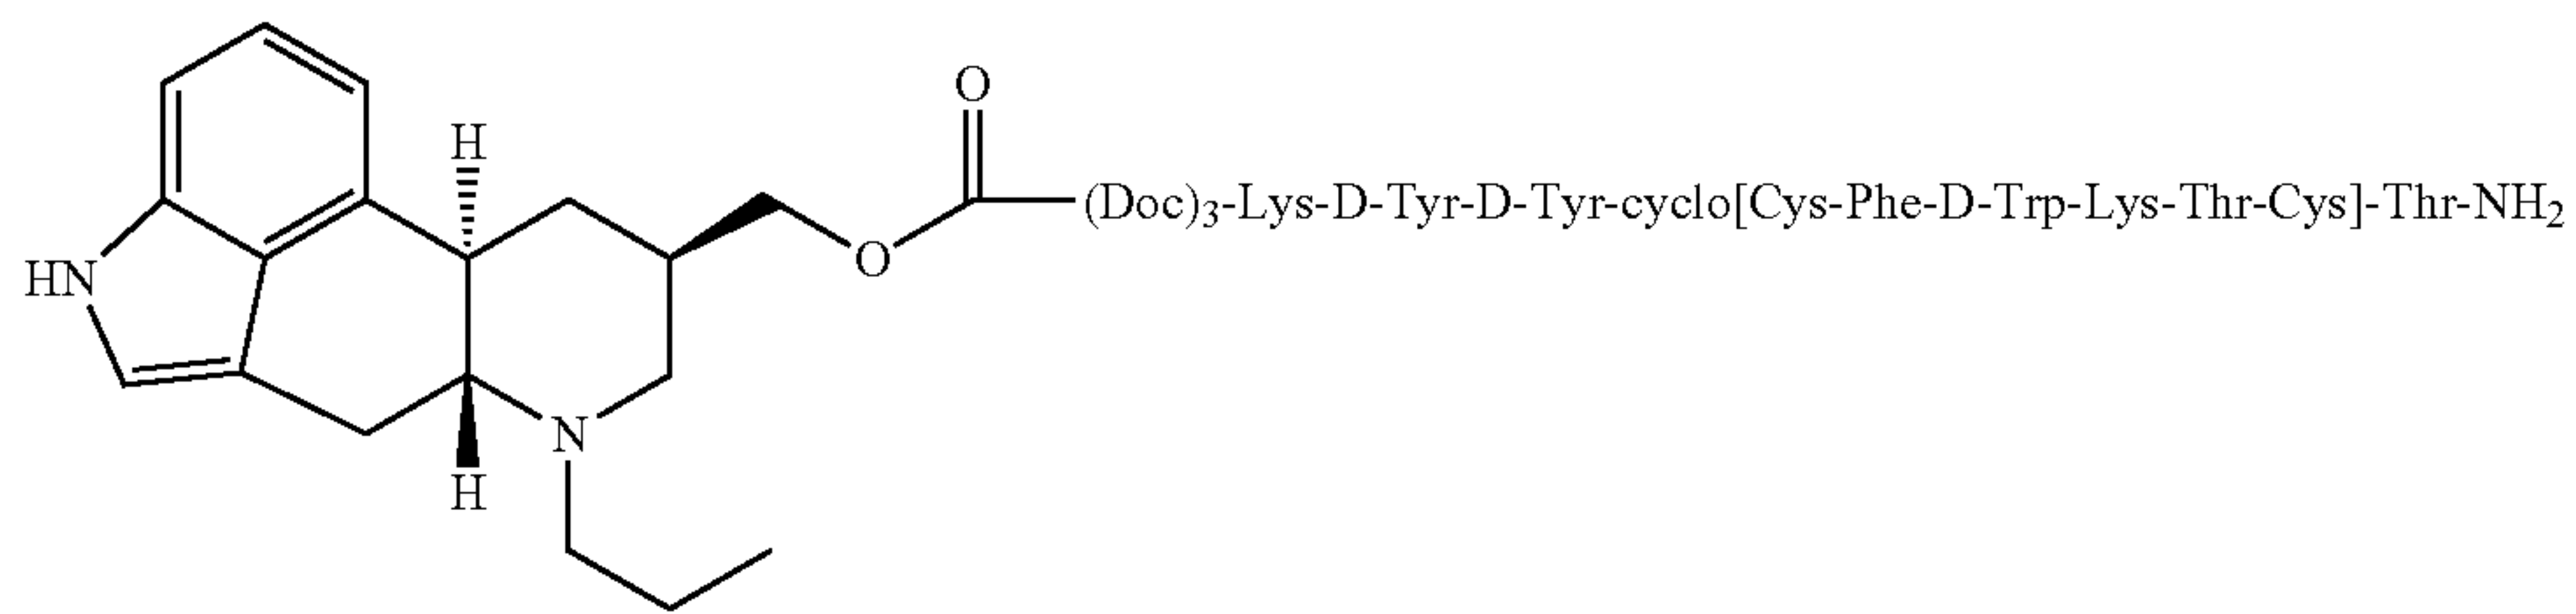 O
H
(Doc)3-Lys-D-Tyr-D-Tyr-cyclo[Cys-Phe-D-Trp-Lys-Thr-Cys]-Thr-NH2
O
HN
N
H